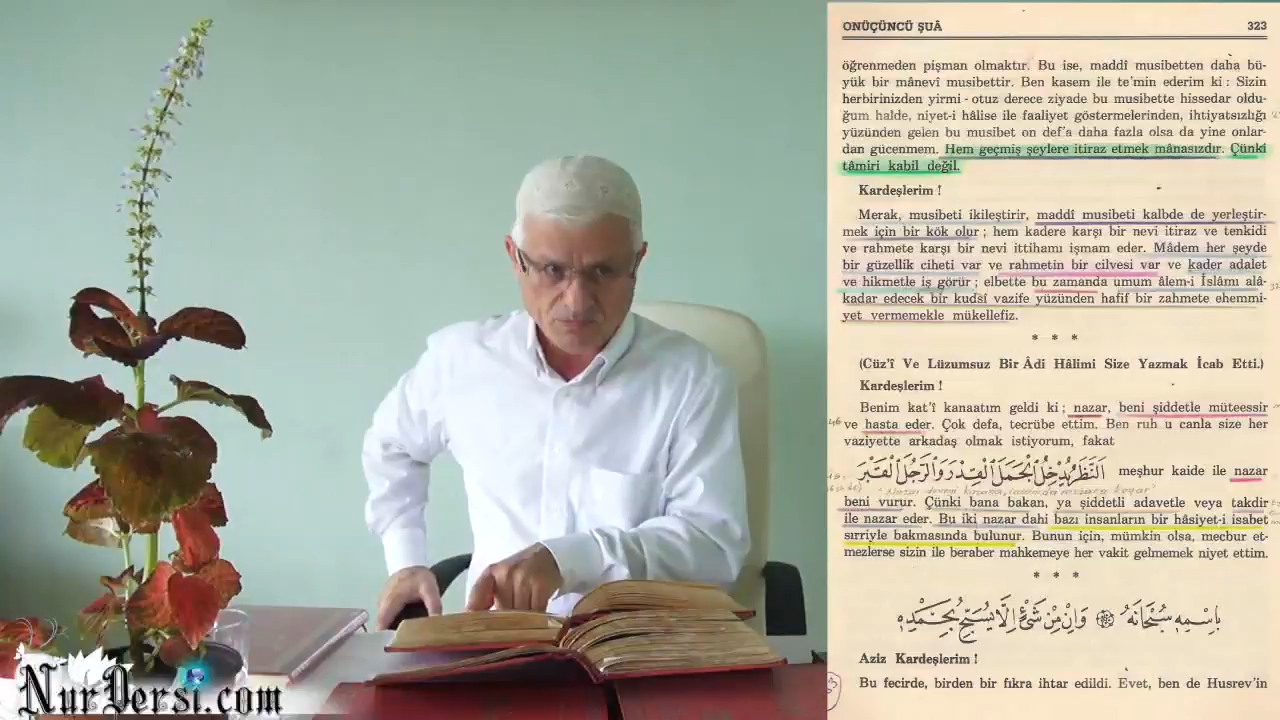 ONÜÇÜNCÜ ŞUÂ 323
öğrenmeden pişman olmaktır. Bu ise, maddî musibetten daha bü-
yük bir mânevî musibettir. Ben kasem ile te'min ederim ki : Sizin
herbirinizden yirmi - otuz derece ziyade bu musibette hissedar oldu-
ğum halde, niyet-i hâlise ile faaliyet göstermelerinden, ihtiyatsızlığı
yüzünden gelen bu musibet on def'a daha fazla olsa da yine onlar-
dan gücenmem. Hem geçmiş şeylere itiraz etmek mânasızdır. Çünki
tâmiri kabil değil.
Kardeşlerim !
Merak, musibeti ikileştirir, maddî musibeti kalbde de yerleştir-
mek için bir kök olur ; hem kadere karşı bir nevi itiraz ve tenkidi
ve rahmete karşı bir nevi ittihamı işmam eder. Mâdem her şeyde
bir güzellik ciheti var ve rahmetin bir cilvesi var ve kader adalet
ve hikmetle iş görür ; elbette bu zamanda umum âlem-i İslâmı alâ-
kadar edecek bir kudsî vazife yüzünden hafif bir zahmete ehemmi-
yet vermemekle mükellefiz.
* * *
(Cüz'î Ve Lüzumsuz Bir Âdi Hâlimi Size Yazmak İcab Etti.)
Kardeşlerim !
Benim kat'î kanaatım geldi ki ; nazar, beni şiddetle müteessir
ve hasta eder. Çok defa, tecrübe ettim. Ben ruh u canla size her
vaziyette arkadaş olmak istiyorum, fakat
اَلنَّظَرُ يُدْخِلُ الْجَمَلَ الْقِدْرَ وَالرَّجُلَ الْقَبْرَ meşhur kaide ile nazar
beni vurur. Çünki bana bakan, ya şiddetli adavetle veya takdir
ile nazar eder. Bu iki nazar dahi bazı insanların bir hâsiyet-i isabet
sırriyle bakmasında bulunur. Bunun için, mümkin olsa, mecbur et-
mezlerse sizin ile beraber mahkemeye her vakit gelmemek niyet ettim.
* * *
بِاسْمِهِ سُبْحَانَهُ وَاِنْ مِنْ شَيْءٍ اِلَّا يُسَبِّحُ بِحَمْدِهِ
Aziz Kardeşlerim !
Bu fecirde, birden bir fıkra ihtar edildi. Evet, ben de Husrev'in
NurDersi.com